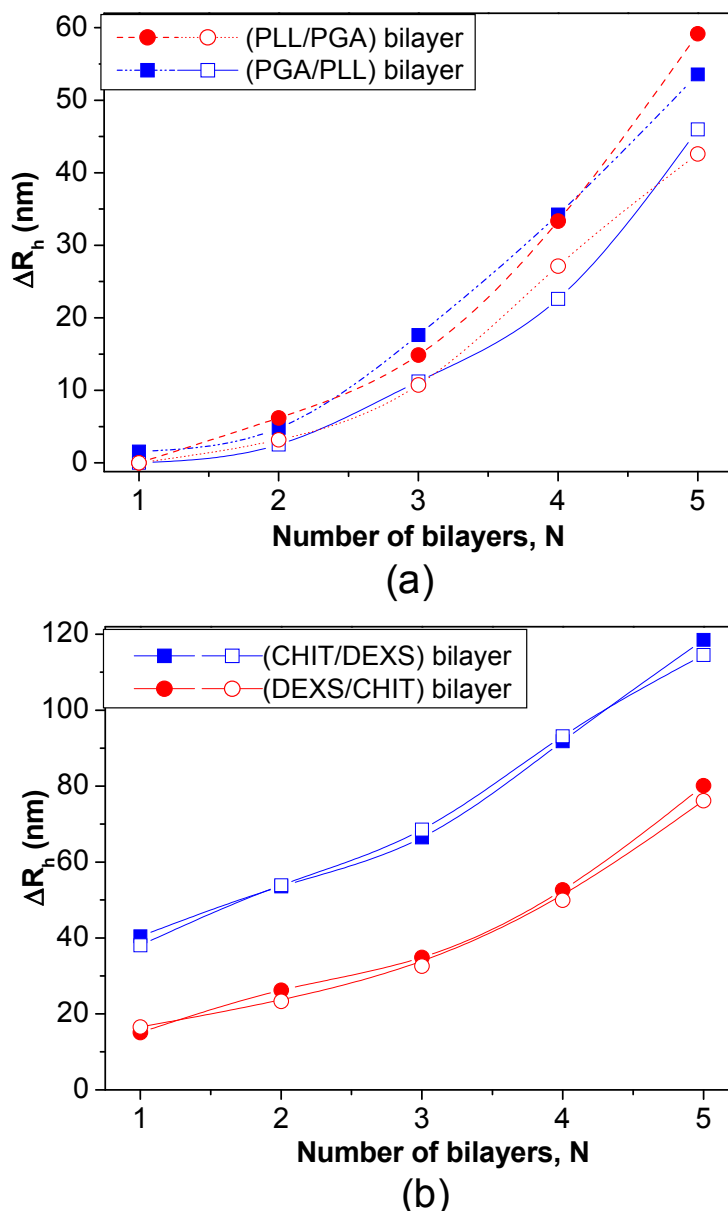 60
50
40
30
20
10
0
ΔRh (nm)
(PLL/PGA) bilayer
(PGA/PLL) bilayer
1 2 3 4 5
Number of bilayers, N
(a)
120
100
80
60
40
20
0
ΔRh (nm)
(CHIT/DEXS) bilayer
(DEXS/CHIT) bilayer
1 2 3 4 5
Number of bilayers, N
(b)